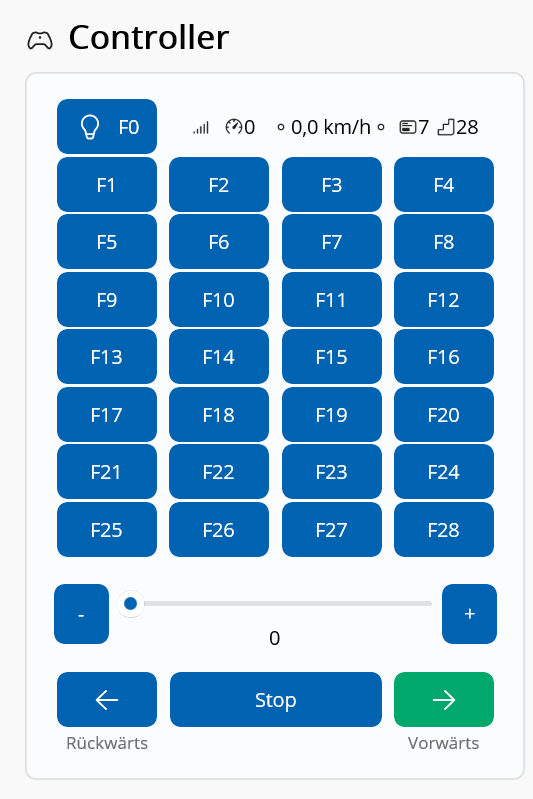 Controller
F0 0 0,0 km/h 7 28
F1 F2 F3 F4
F5 F6 F7 F8
F9 F10 F11 F12
F13 F14 F15 F16
F17 F18 F19 F20
F21 F22 F23 F24
F25 F26 F27 F28
- +
0
Stop
Rückwärts Vorwärts